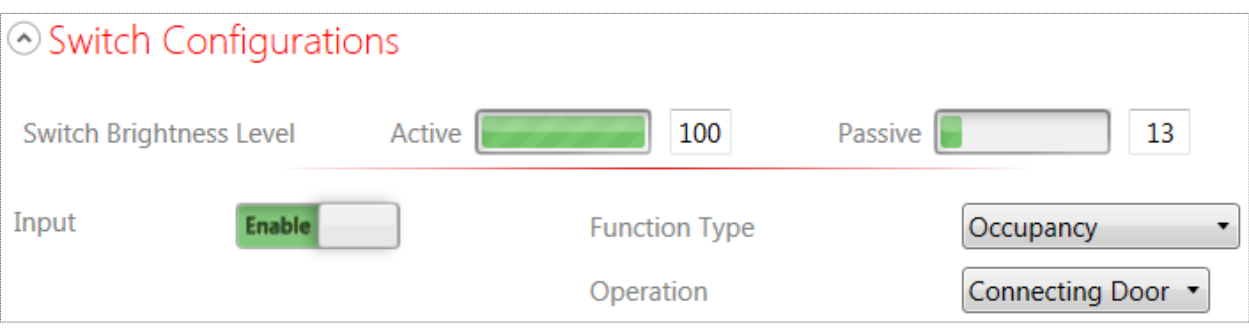 Switch Configurations
Switch Brightness Level Active 100 Passive 13
Input Enable Function Type Occupancy
Operation Connecting Door